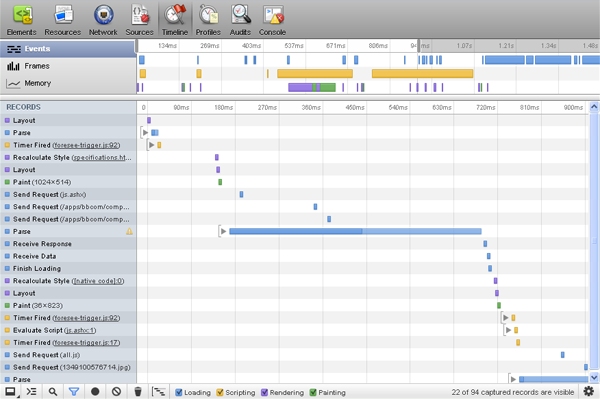 Elements Resources Network Sources Timeline Profiles Audits Console
Events
134ms 269ms 403ms 537ms 671ms 806ms 940ms 1.07s 1.21s 1.34s 1.48s
Frames
Memory
RECORDS
0 90ms 180ms 270ms 360ms 450ms 540ms 630ms 720ms 810ms 900ms
Layout
Parse
Timer Fired (foresee-trigger.js:92)
Recalculate Style (specifications.ht...
Layout
Paint (1024×514)
Send Request (js.ashx)
Send Request (/apps/bbcom/comp...
Send Request (/apps/bbcom/comp...
Parse
Receive Response
Receive Data
Finish Loading
Recalculate Style ([native code]:0)
Layout
Paint (36×823)
Timer Fired (foresee-trigger.js:92)
Evaluate Script (js.ashx:1)
Timer Fired (foresee-trigger.js:17)
Send Request (all.js)
Send Request (1349100576714.jpg)
Parse
Loading Scripting Rendering Painting 22 of 94 captured records are visible